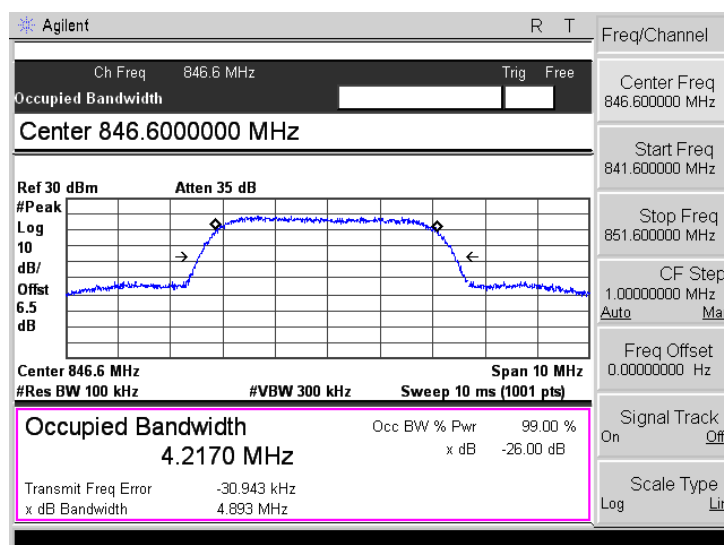 Agilent R T
Freq/Channel
Ch Freq 846.6 MHz Trig Free
Occupied Bandwidth
Center 846.6000000 MHz
Ref 30 dBm Atten 35 dB
#Peak
Log
10
dB/
Offst
6.5
dB
Center 846.6 MHz Span 10 MHz
#Res BW 100 kHz #VBW 300 kHz Sweep 10 ms (1001 pts)
Occupied Bandwidth Occ BW % Pwr 99.00 %
4.2170 MHz x dB -26.00 dB
Transmit Freq Error -30.943 kHz
x dB Bandwidth 4.893 MHz
Center Freq
846.600000 MHz
Start Freq
841.600000 MHz
Stop Freq
851.600000 MHz
CF Step
1.00000000 MHz
Auto Ma
Freq Offset
0.00000000 Hz
Signal Track
On Off
Scale Type
Log Lin